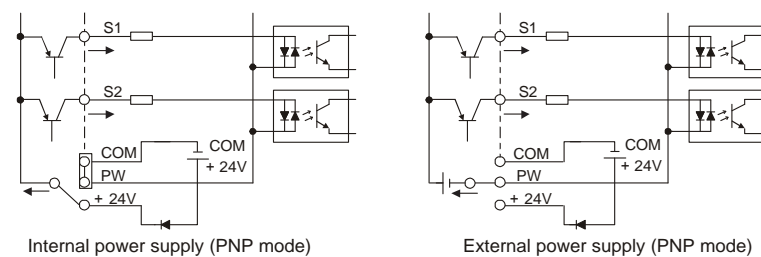 S1
S2
COM
COM
+ 24V
PW
+ 24V
Internal power supply (PNP mode)
S1
S2
COM
COM
+ 24V
PW
+ 24V
External power supply (PNP mode)